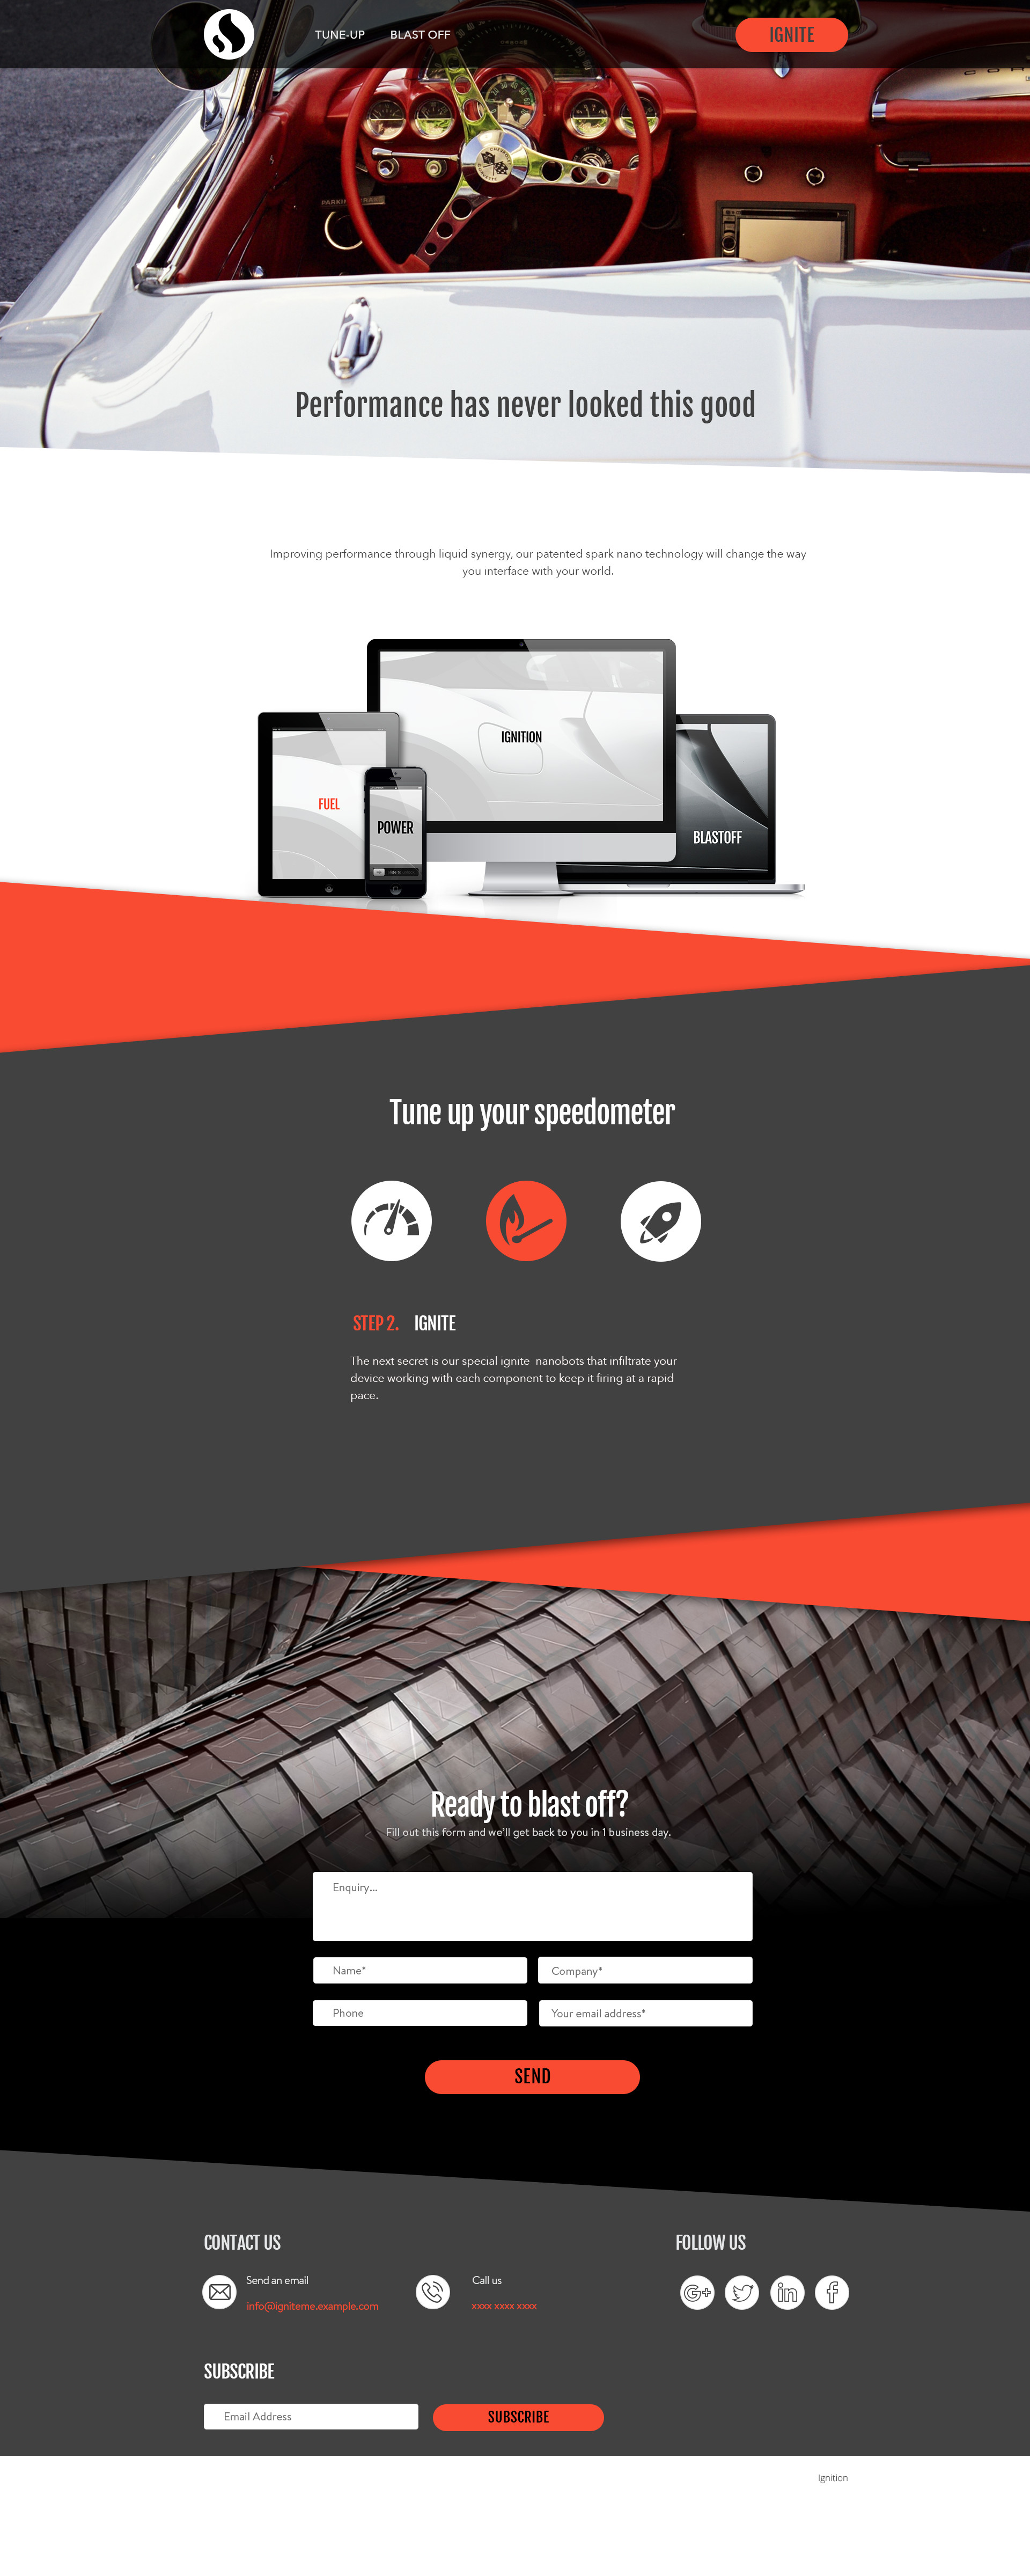 TUNE-UP BLAST OFF IGNITE
Performance has never looked this good
Improving performance through liquid synergy, our patented spark nano technology will change the way
you interface with your world.
IGNITION
FUEL
POWER
BLASTOFF
Tune up your speedometer
STEP 2. IGNITE
The next secret is our special ignite nanobots that infiltrate your
device working with each component to keep it firing at a rapid
pace.
Ready to blast off?
Fill out this form and we'll get back to you in 1 business day.
Enquiry...
Name* Company*
Phone Your email address*
SEND
CONTACT US FOLLOW US
Send an email Call us
info@igniteme.example.com xxxx xxxx xxxx
G+ in f
SUBSCRIBE
Email Address SUBSCRIBE
Ignition